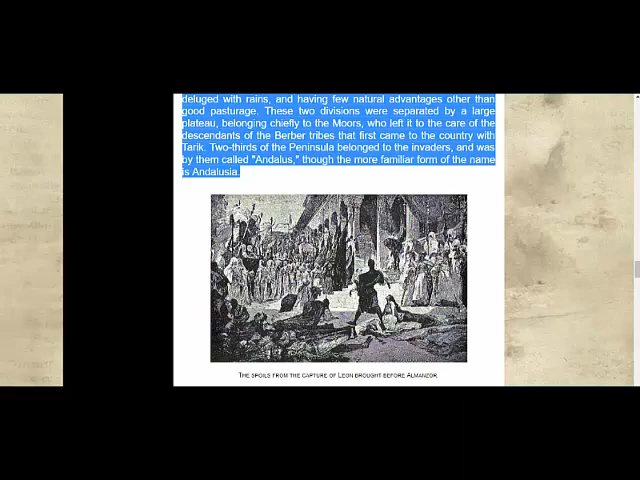 deluged with rains, and having few natural advantages other than
good pasturage. These two divisions were separated by a large
plateau, belonging chiefly to the Moors, who left it to the care of the
descendants of the Berber tribes that first came to the country with
Tarik. Two-thirds of the Peninsula belonged to the invaders, and was
by them called "Andalus," though the more familiar form of the name
is Andalusia.
THE SPOILS FROM THE CAPTURE OF LEON BROUGHT BEFORE ALMANZOR.